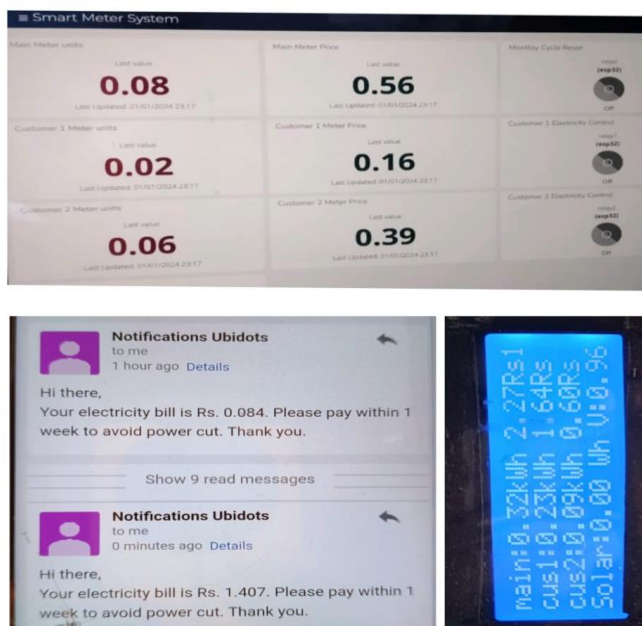 ≡ Smart Meter System
Main Meter units
Last value
0.08
Last Updated: 01/01/2024 23:17
Main Meter Price
Last value
0.56
Last Updated: 01/01/2024 23:17
Monthly Cycle Reset
reset
(esp32)
Off
Customer 1 Meter units
Last value
0.02
Last Updated: 01/01/2024 23:17
Customer 1 Meter Price
Last value
0.16
Last Updated: 01/01/2024 23:17
Customer 1 Electricity Control
relay1
(esp32)
Off
Customer 2 Meter units
Last value
0.06
Last Updated: 01/01/2024 23:17
Customer 2 Meter Price
Last value
0.39
Last Updated: 01/01/2024 23:17
Customer 2 Electricity Control
relay2
(esp32)
Off
Notifications Ubidots
to me
1 hour ago Details
Hi there,
Your electricity bill is Rs. 0.084. Please pay within 1
week to avoid power cut. Thank you.
Show 9 read messages
Notifications Ubidots
to me
0 minutes ago Details
Hi there,
Your electricity bill is Rs. 1.407. Please pay within 1
week to avoid power cut. Thank you.
main:0.32kWh 2.27Rs1
cus1:0.23kWh 1.64Rs
cus2:0.09kWh 0.60Rs
Solar:0.00 Wh V:0.96